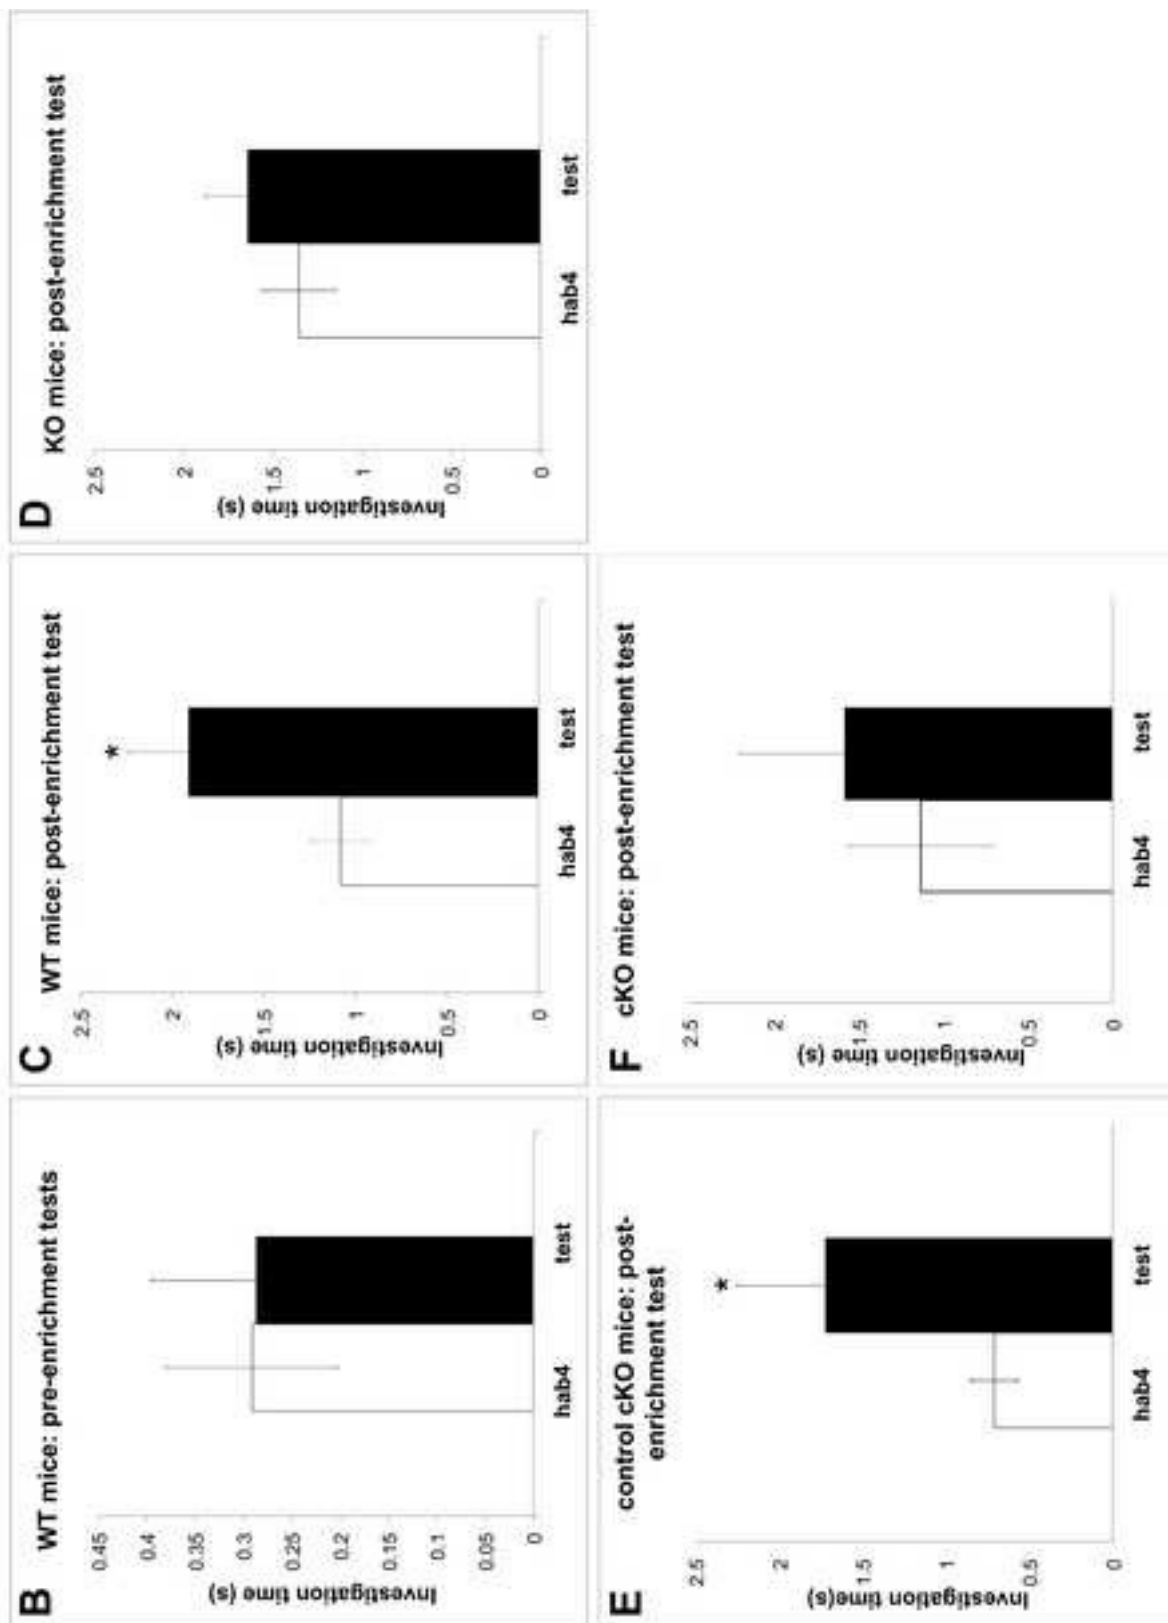 B
WT mice: pre-enrichment tests
Investigation time (s)
0.45
0.4
0.35
0.3
0.25
0.2
0.15
0.1
0.05
0
hab4 test
C
WT mice: post-enrichment test
*
Investigation time (s)
2.5
2
1.5
1
0.5
0
hab4 test
D
KO mice: post-enrichment test
Investigation time (s)
2.5
2
1.5
1
0.5
0
hab4 test
E
control cKO mice: post-
enrichment test
*
Investigation time(s)
2.5
2
1.5
1
0.5
0
hab4 test
F
cKO mice: post-enrichment test
Investigation time (s)
2.5
2
1.5
1
0.5
0
hab4 test